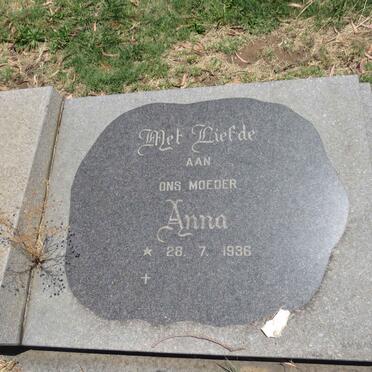 Met Liefde
AAN
ONS MOEDER
Anna
★ 28. 7. 1936
✝